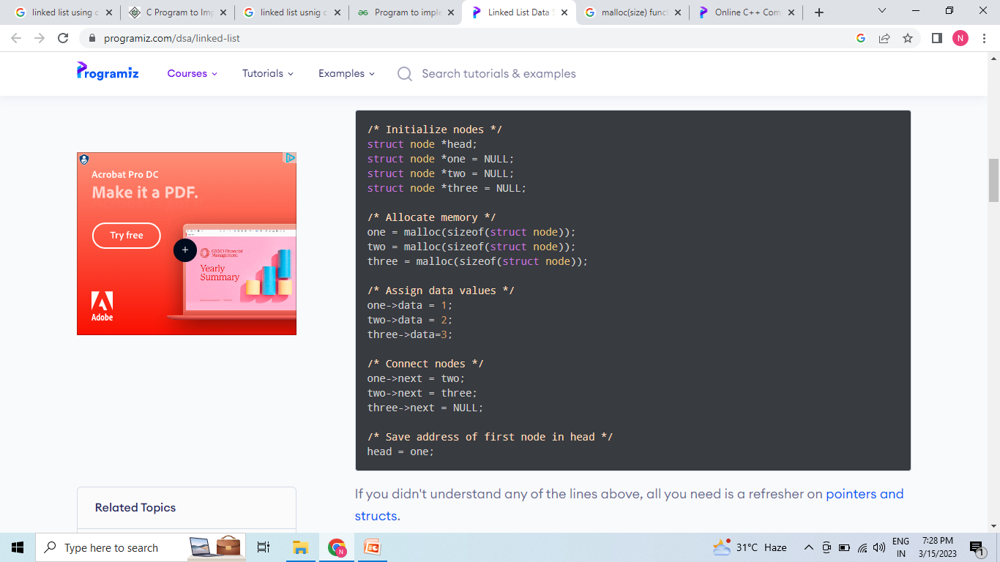 linked list using c
C Program to Imp
linked list usnig c
Program to imple
Linked List Data S
malloc(size) funct
Online C++ Com
programiz.com/dsa/linked-list
N
Programiz
Courses
Tutorials
Examples
Search tutorials & examples
/* Initialize nodes */
struct node *head;
struct node *one = NULL;
struct node *two = NULL;
struct node *three = NULL;
/* Allocate memory */
one = malloc(sizeof(struct node));
two = malloc(sizeof(struct node));
three = malloc(sizeof(struct node));
/* Assign data values */
one->data = 1;
two->data = 2;
three->data=3;
/* Connect nodes */
one->next = two;
two->next = three;
three->next = NULL;
/* Save address of first node in head */
head = one;
If you didn't understand any of the lines above, all you need is a refresher on pointers and
structs.
Acrobat Pro DC
Make it a PDF.
Try free
GXXO Financial
Management
Yearly
Summary
Adobe
Related Topics
Type here to search
N
31°C Haze
ENG
IN
7:28 PM
3/15/2023
1